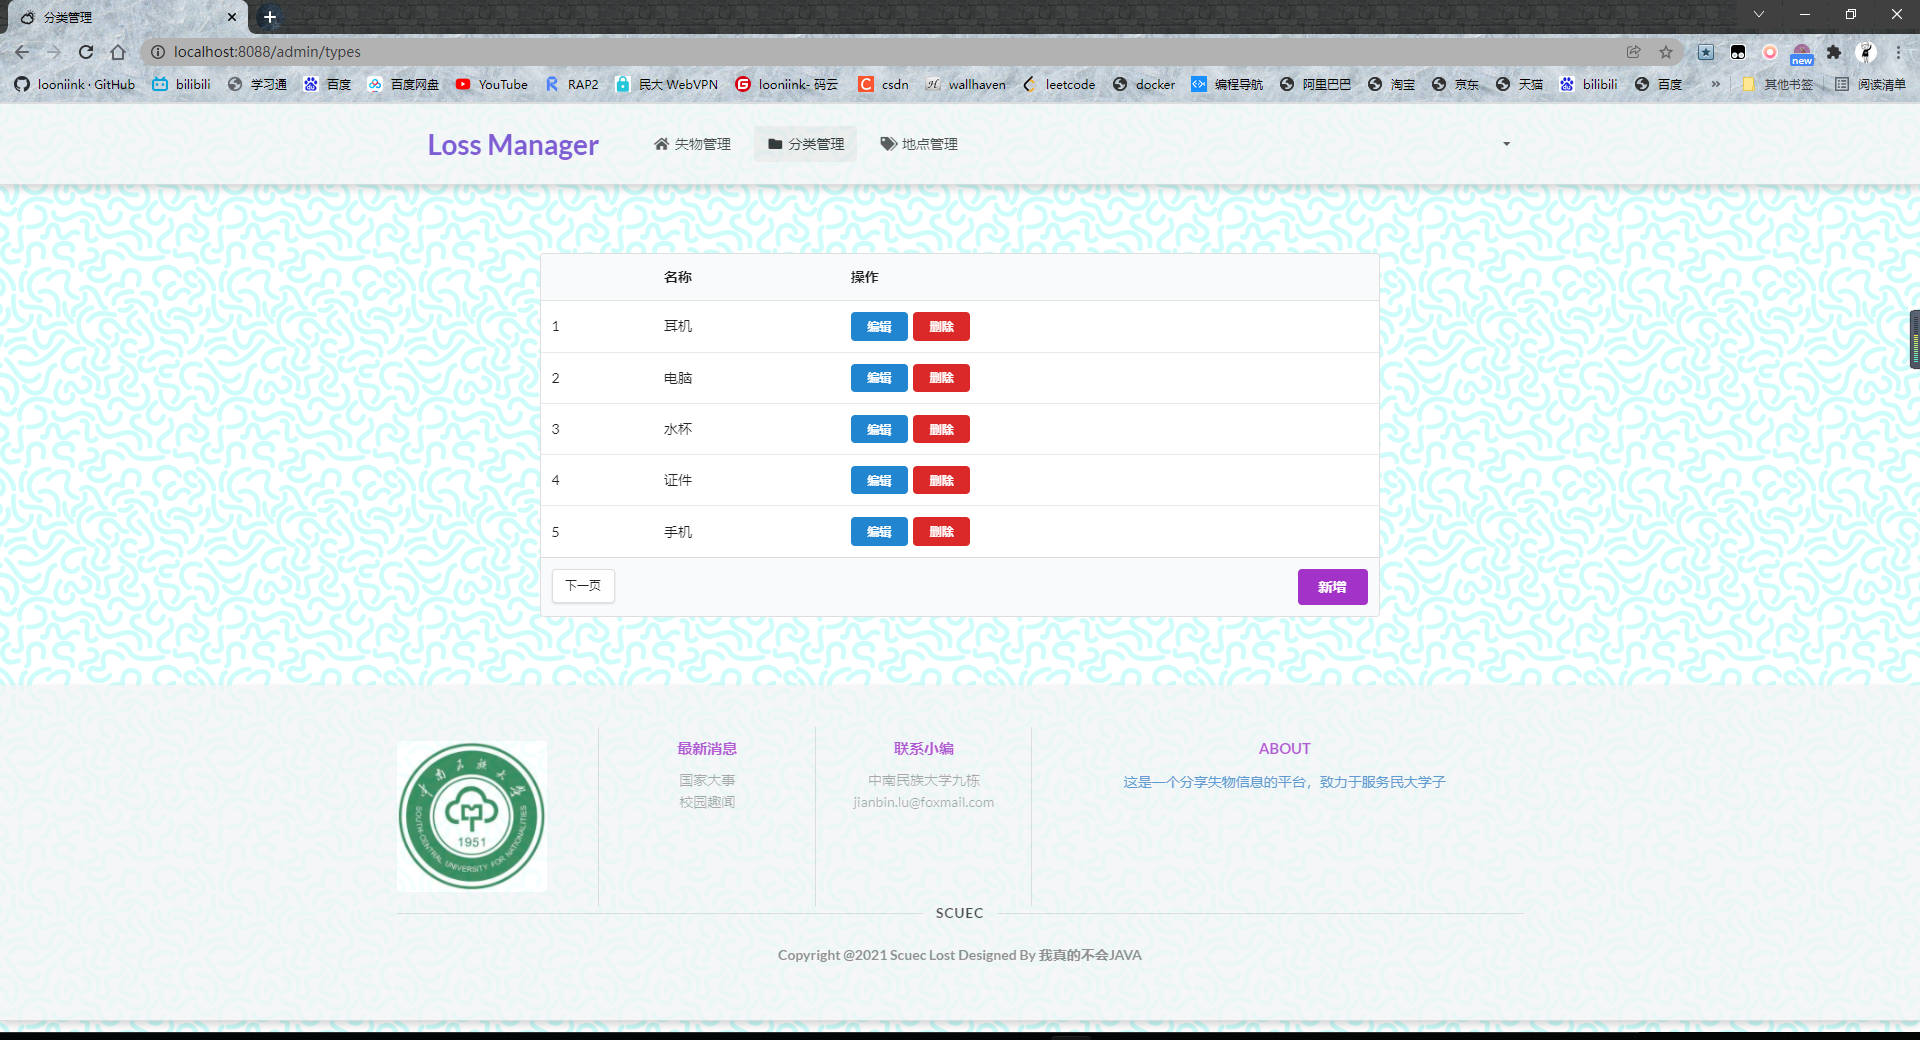 分类管理
localhost:8088/admin/types
new
looniink · GitHub
bilibili
学习通
百度
百度网盘
YouTube
RAP2
民大 WebVPN
looniink- 码云
csdn
wallhaven
leetcode
docker
编程导航
阿里巴巴
淘宝
京东
天猫
bilibili
百度
»
其他书签
阅读清单
Loss Manager
失物管理
分类管理
地点管理
名称 操作
1 耳机 编辑 删除
2 电脑 编辑 删除
3 水杯 编辑 删除
4 证件 编辑 删除
5 手机 编辑 删除
下一页 新增
中南民族大学
1951
SOUTH-CENTRAL UNIVERSITY FOR NATIONALITIES
最新消息
国家大事
校园趣闻
联系小编
中南民族大学九栋
jianbin.lu@foxmail.com
ABOUT
这是一个分享失物信息的平台，致力于服务民大学子
SCUEC
Copyright @2021 Scuec Lost Designed By 我真的不会JAVA